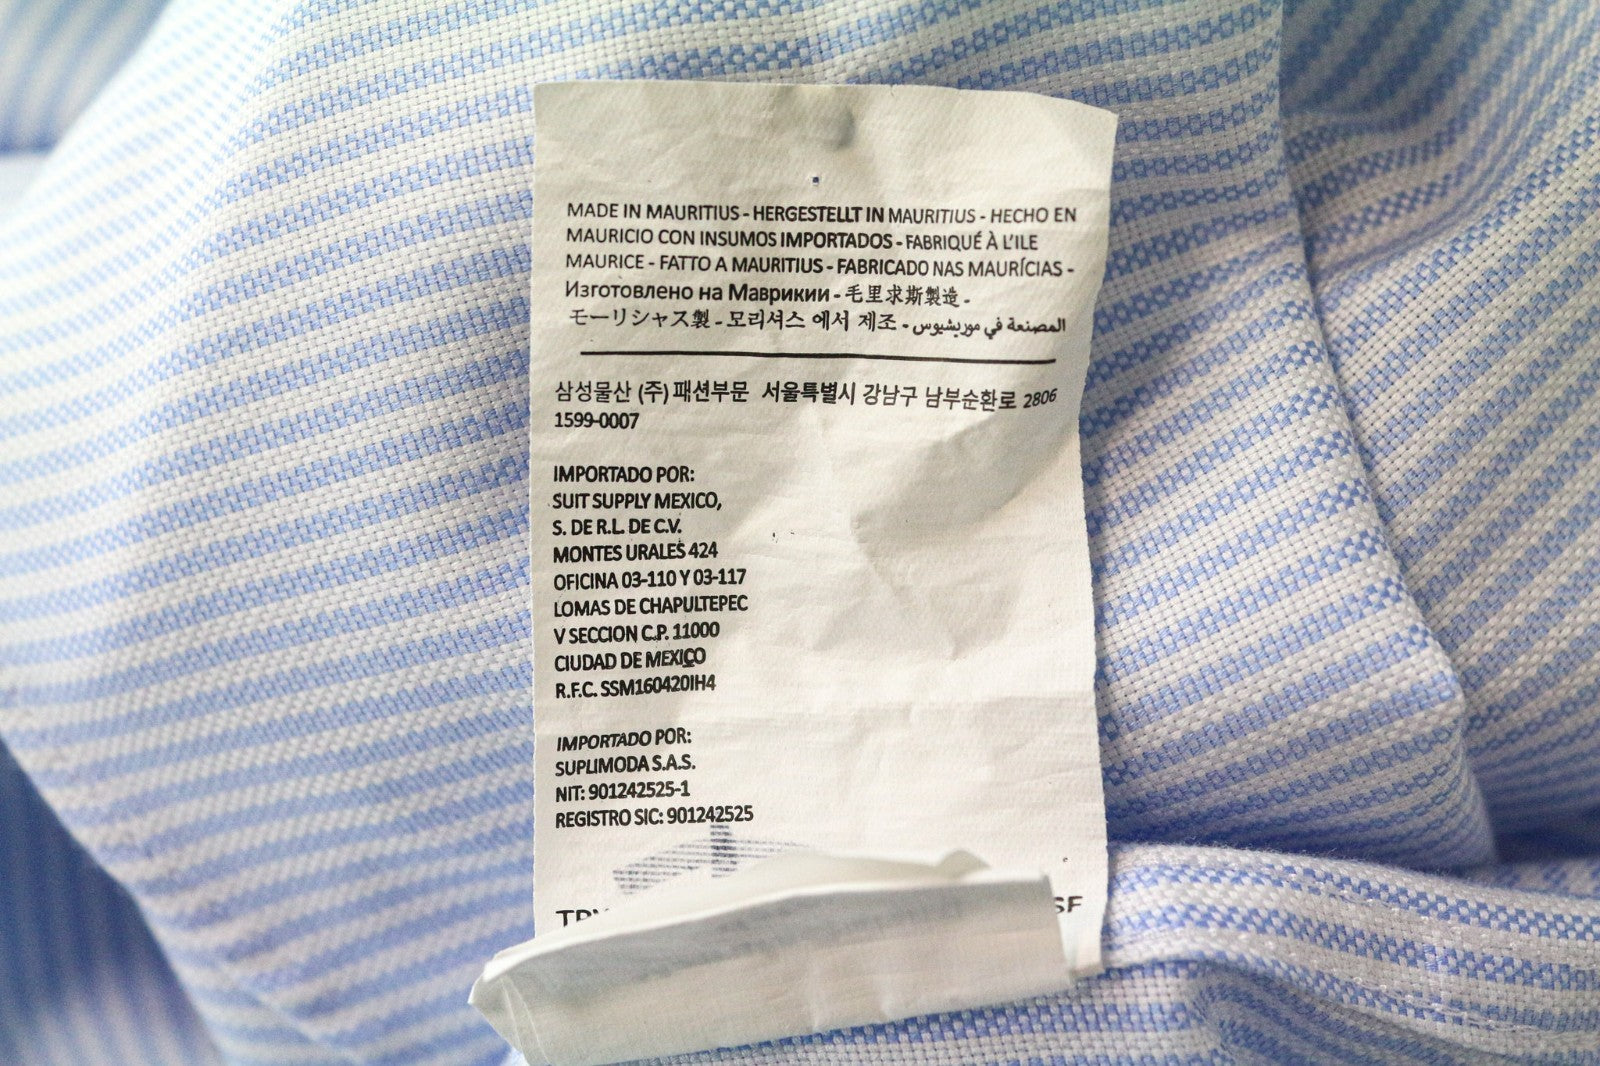 MADE IN MAURITIUS - HERGESTELLT IN MAURITIUS - HECHO EN
MAURICIO CON INSUMOS IMPORTADOS - FABRIQUÉ À L'ILE
MAURICE - FATTO A MAURITIUS - FABRICADO NAS MAURÍCIAS -
Изготовлено на Маврикии - 毛里求斯製造 -
モーリシャス製 - 모리셔스 에서 제조 - المصنعة في موريشيوس
삼성물산 (주) 패션부문 서울특별시 강남구 남부순환로 2806
1599-0007
IMPORTADO POR:
SUIT SUPPLY MEXICO,
S. DE R.L. DE C.V.
MONTES URALES 424
OFICINA 03-110 Y 03-117
LOMAS DE CHAPULTEPEC
V SECCION C.P. 11000
CIUDAD DE MEXICO
R.F.C. SSM160420IH4
IMPORTADO POR:
SUPLIMODA S.A.S.
NIT: 901242525-1
REGISTRO SIC: 901242525